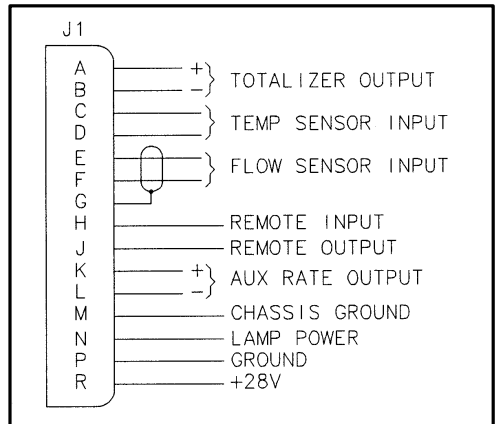 J1
A + TOTALIZER OUTPUT
B –
C TEMP SENSOR INPUT
D
E FLOW SENSOR INPUT
F
G
H REMOTE INPUT
J REMOTE OUTPUT
K + AUX RATE OUTPUT
L –
M CHASSIS GROUND
N LAMP POWER
P GROUND
R +28V